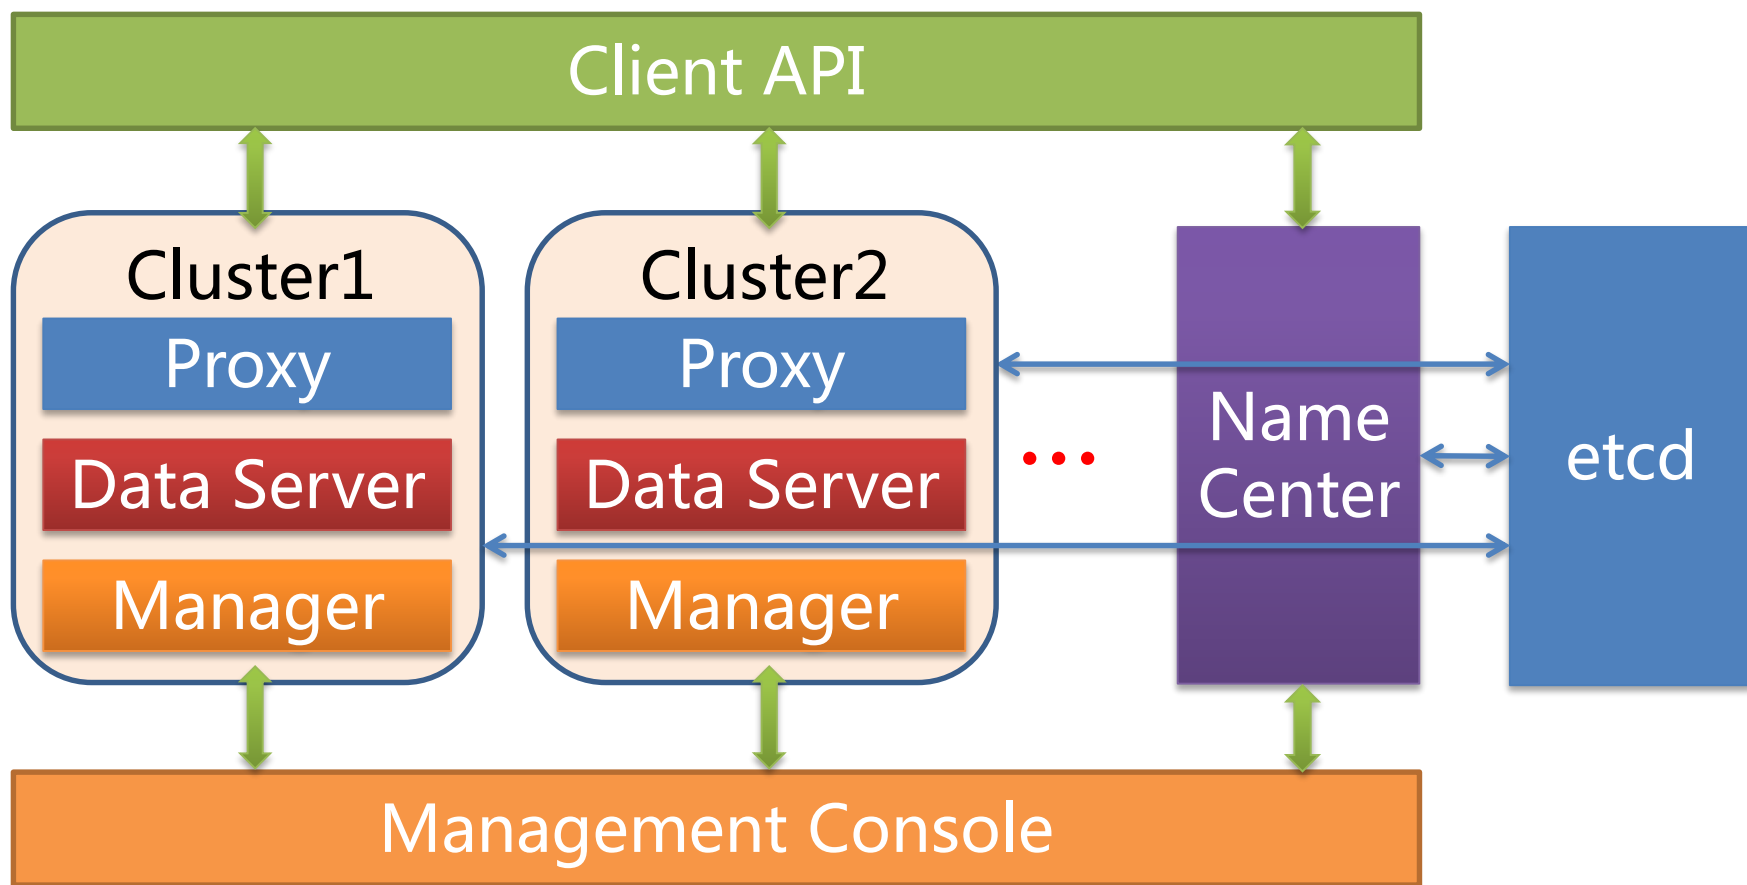 Client API
Cluster1
Proxy
Data Server
Manager
Cluster2
Proxy
Data Server
Manager
...
Name
Center
etcd
Management Console